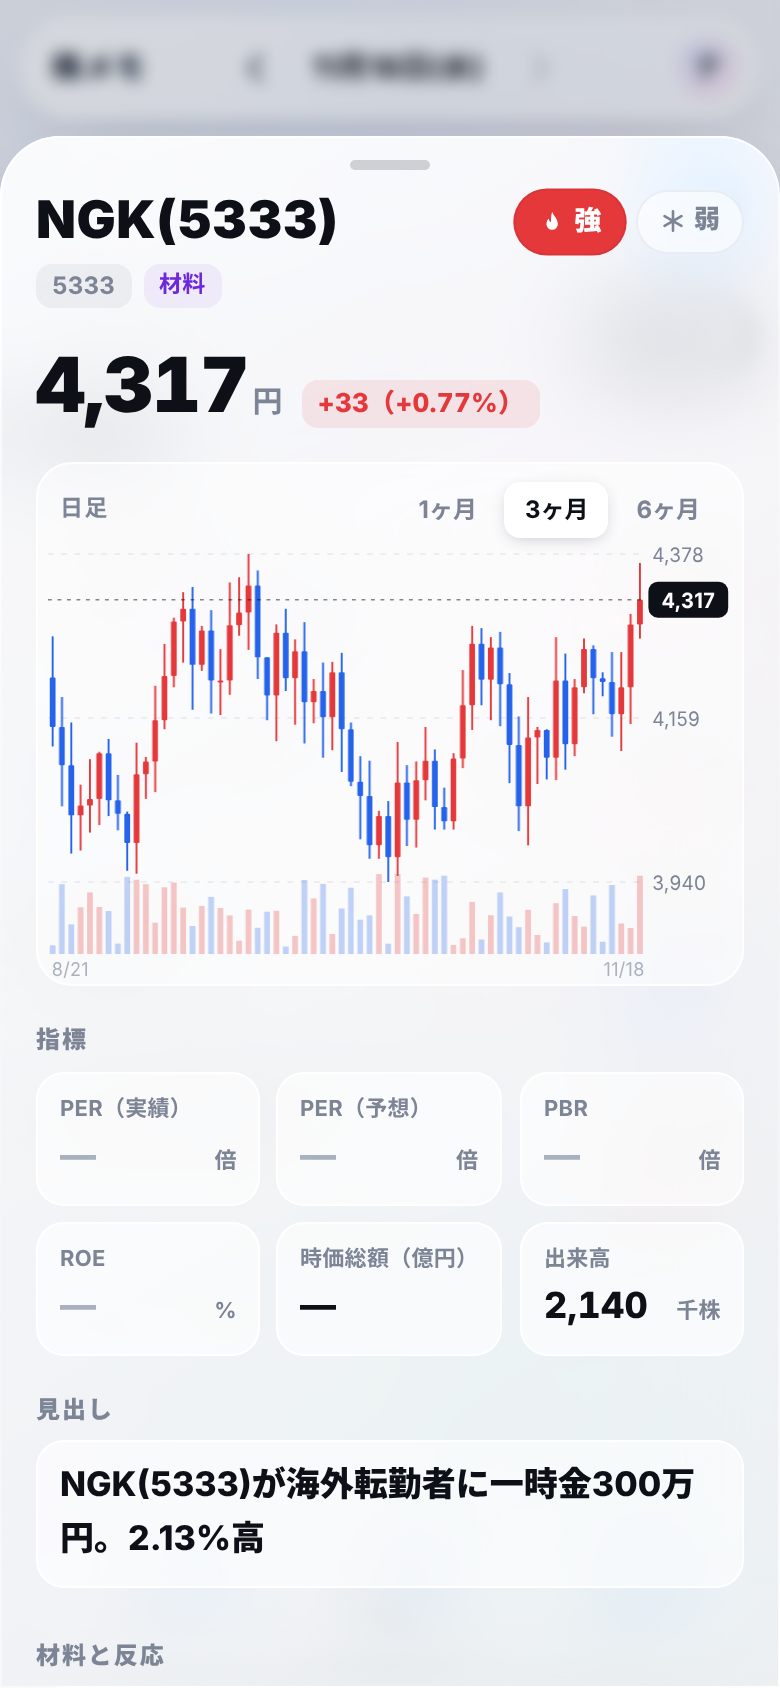 NGK(5333)
強
弱
5333
材料
4,317円
+33（+0.77%）
日足
1ヶ月
3ヶ月
6ヶ月
4,378
4,317
4,159
3,940
8/21
11/18
指標
PER（実績）
— 倍
PER（予想）
— 倍
PBR
— 倍
ROE
— %
時価総額（億円）
—
出来高
2,140 千株
見出し
NGK(5333)が海外転勤者に一時金300万
円。2.13%高
材料と反応